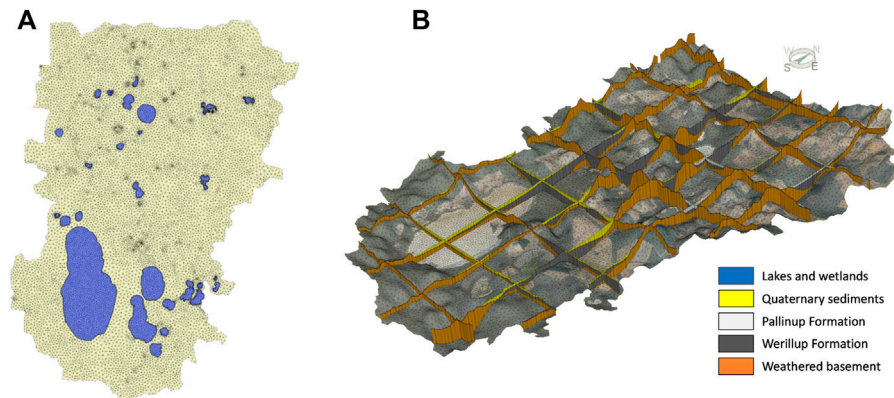 A
B
W N
S E
Lakes and wetlands
Quaternary sediments
Pallinup Formation
Werillup Formation
Weathered basement